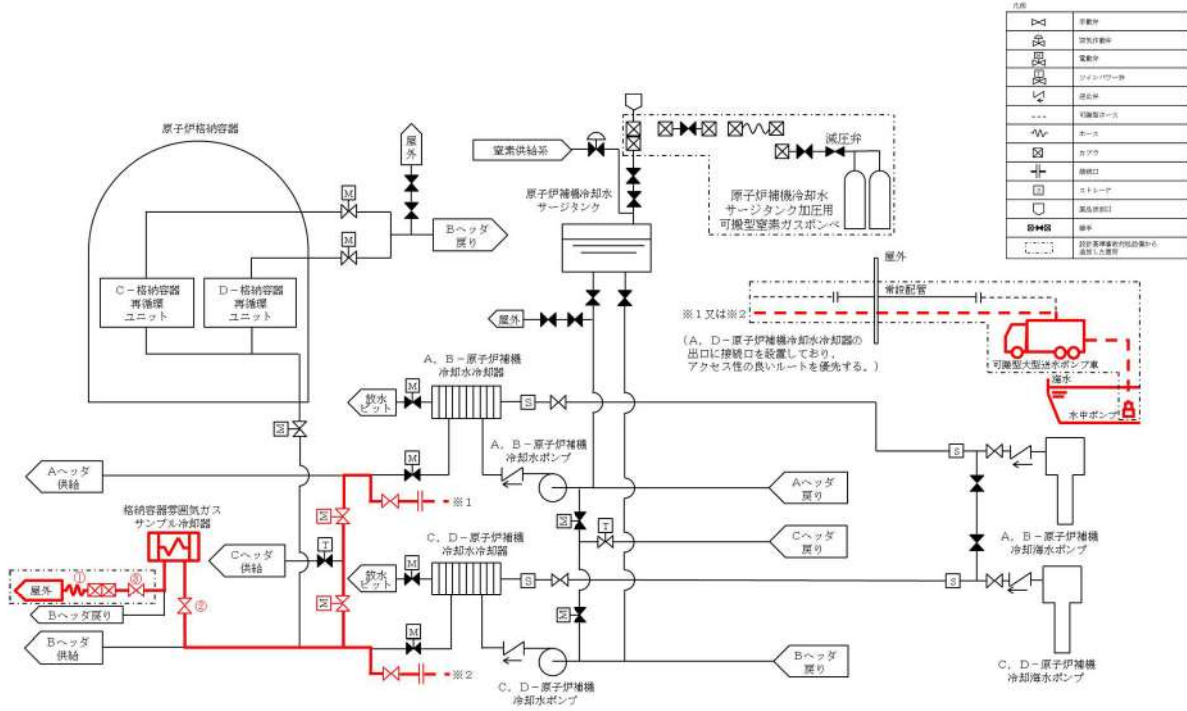 凡例
手動弁
空気作動弁
電動弁
ツインパワー弁
逆止弁
可搬型ホース
ホース
カプラ
接続口
S
ストレーナ
薬品投入口
継手
設計基準事故対処設備から
追加した箇所
原子炉格納容器
屋外
M
M
Bヘッダ
戻り
C-格納容器
再循環
ユニット
D-格納容器
再循環
ユニット
M
窒素供給系
原子炉補機冷却水
サージタンク
減圧弁
原子炉補機冷却水
サージタンク加圧用
可搬型窒素ガスボンベ
屋外
屋外
常設配管
※1又は※2
(A,D-原子炉補機冷却水冷却器の
出口に接続口を設置しており,
アクセス性の良いルートを優先する。)
可搬型大型送水ポンプ車
海水
水中ポンプ
A,B-原子炉補機
冷却水冷却器
放水
ピット
M
S
A,B-原子炉補機
冷却水ポンプ
M
Aヘッダ
供給
※1
Aヘッダ
戻り
S
A,B-原子炉補機
冷却海水ポンプ
格納容器雰囲気ガス
サンプル冷却器
M
M
T
Cヘッダ
戻り
C,D-原子炉補機
冷却水冷却器
Cヘッダ
供給
T
放水
ピット
M
S
S
屋外
①
③
②
Bヘッダ戻り
M
M
Bヘッダ
供給
M
※2
C,D-原子炉補機
冷却水ポンプ
Bヘッダ
戻り
C,D-原子炉補機
冷却海水ポンプ